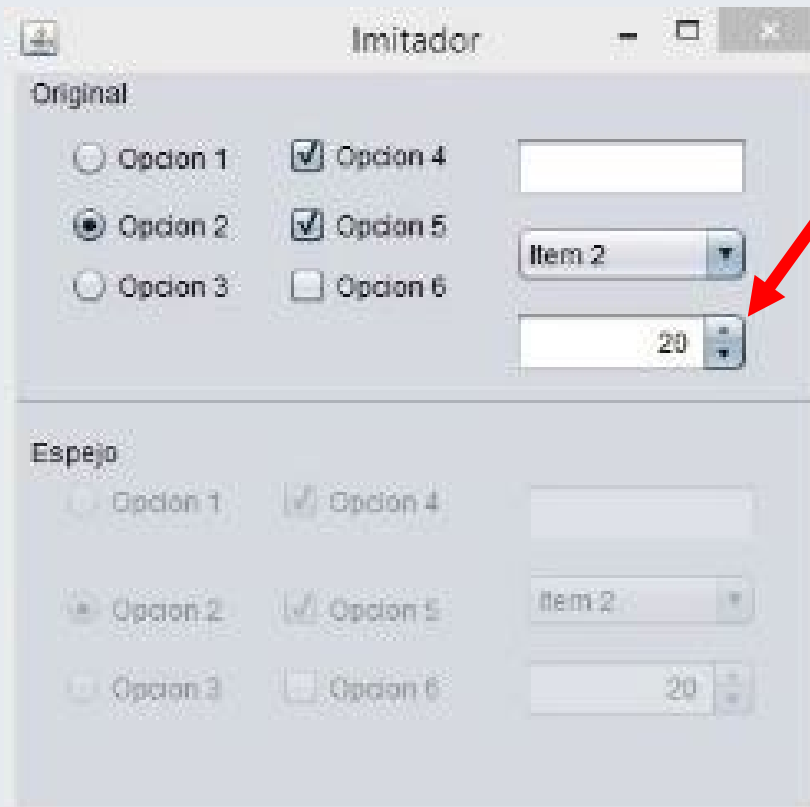 Imitador
Original
Opcion 1
Opcion 4
Opcion 2
Opcion 5
Item 2
Opcion 3
Opcion 6
20
Espejo
Opcion 1
Opcion 4
Opcion 2
Opcion 5
Item 2
Opcion 3
Opcion 6
20